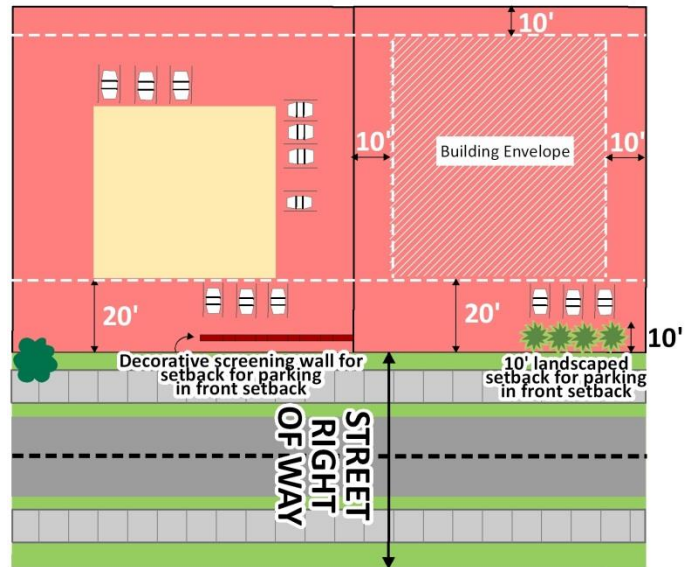 10'
10'
Building Envelope
10'
20'
20'
10'
Decorative screening wall for
setback for parking
in front setback
10' landscaped
setback for parking
in front setback
STREET
RIGHT
OF WAY